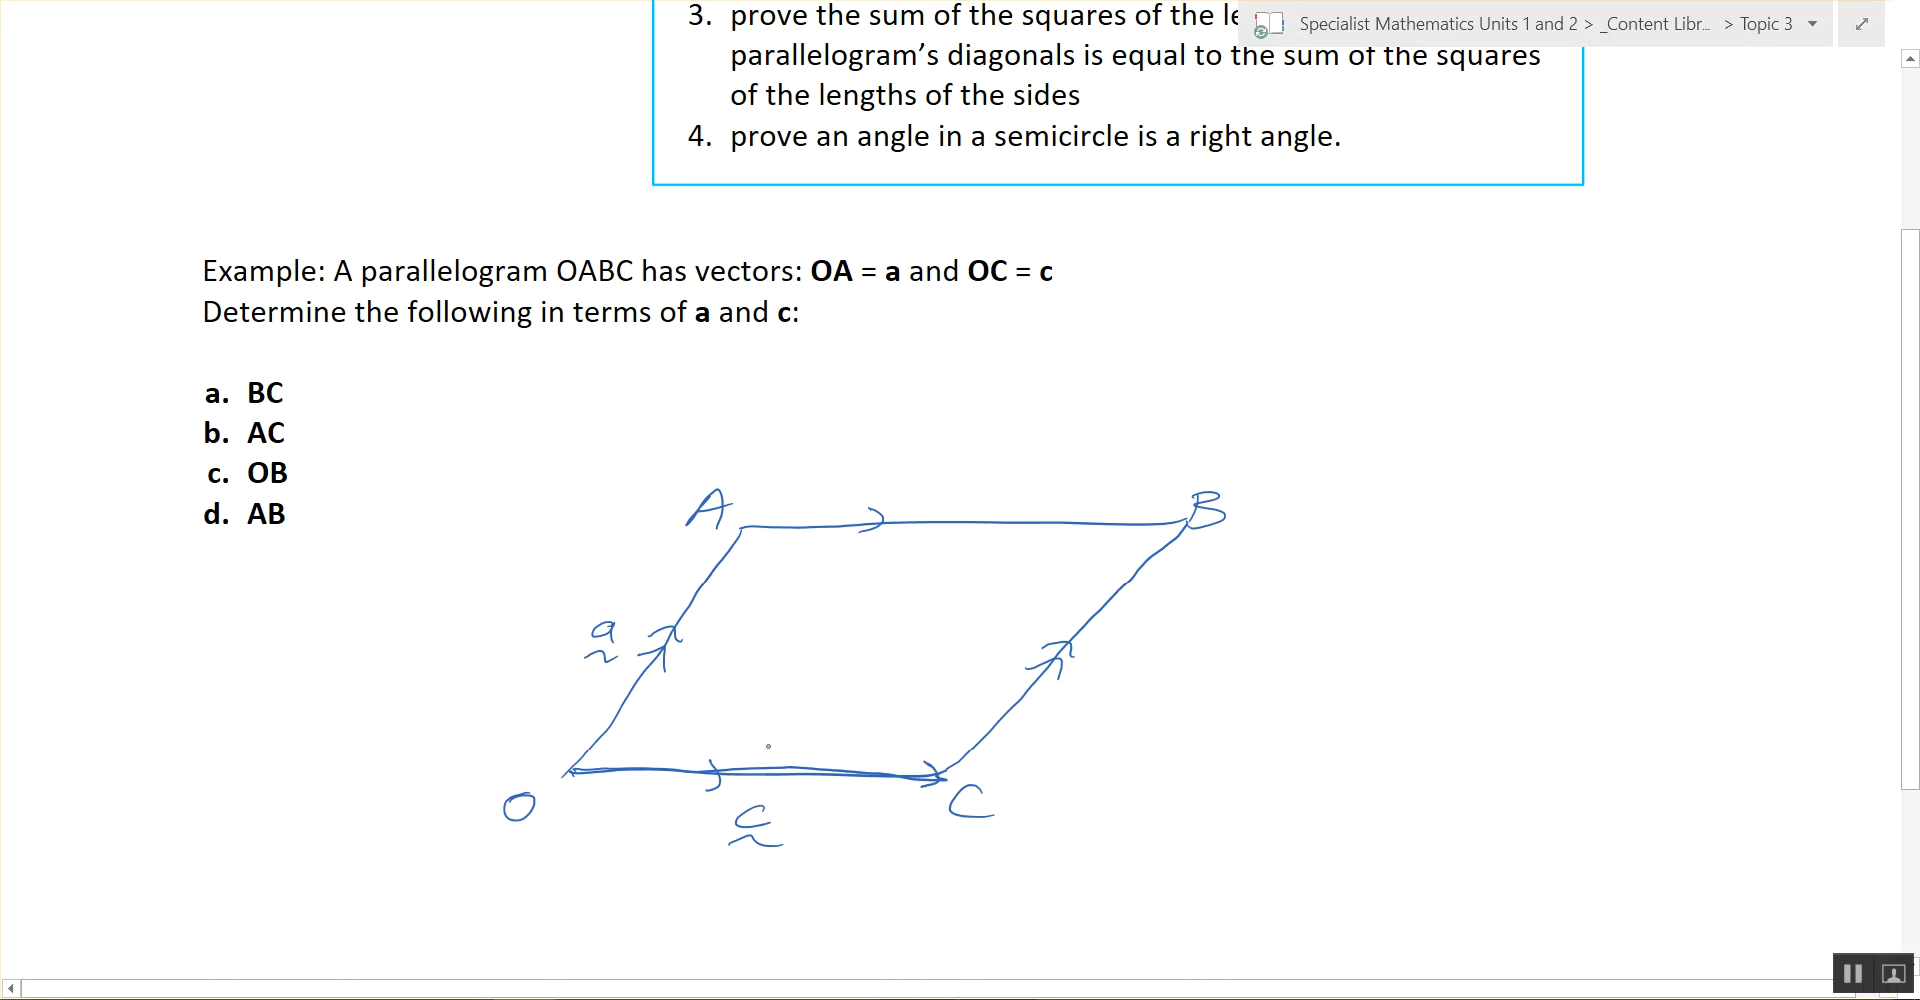 3. prove the sum of the squares of the le
Specialist Mathematics Units 1 and 2 > _Content Libr... > Topic 3
parallelogram's diagonals is equal to the sum of the squares
of the lengths of the sides
4. prove an angle in a semicircle is a right angle.
Example: A parallelogram OABC has vectors: OA = a and OC = c
Determine the following in terms of a and c:
a. BC
b. AC
c. OB
d. AB
A
B
a
~
O
C
c
~